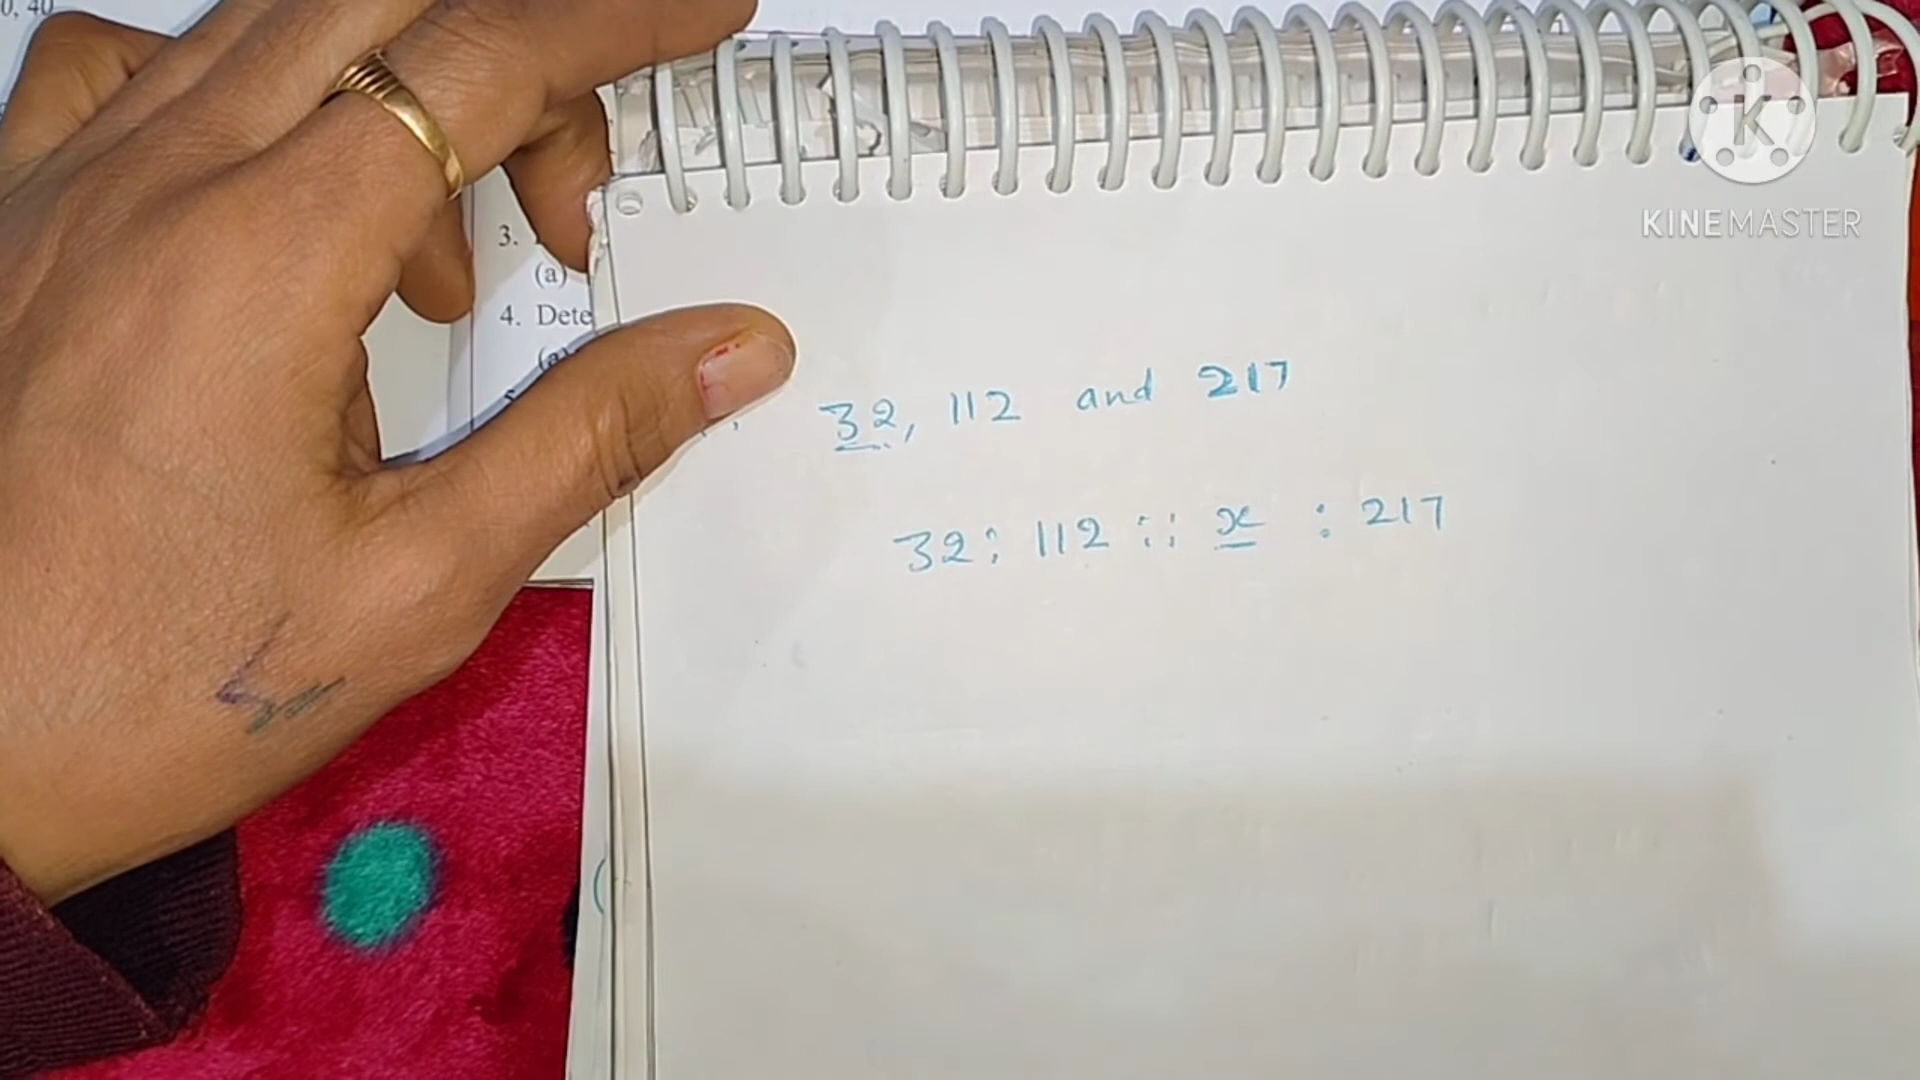 0, 40
3.
(a)
4. Dete
(a)
32, 112 and 217
32 : 112 :: x : 217
K
KINEMASTER